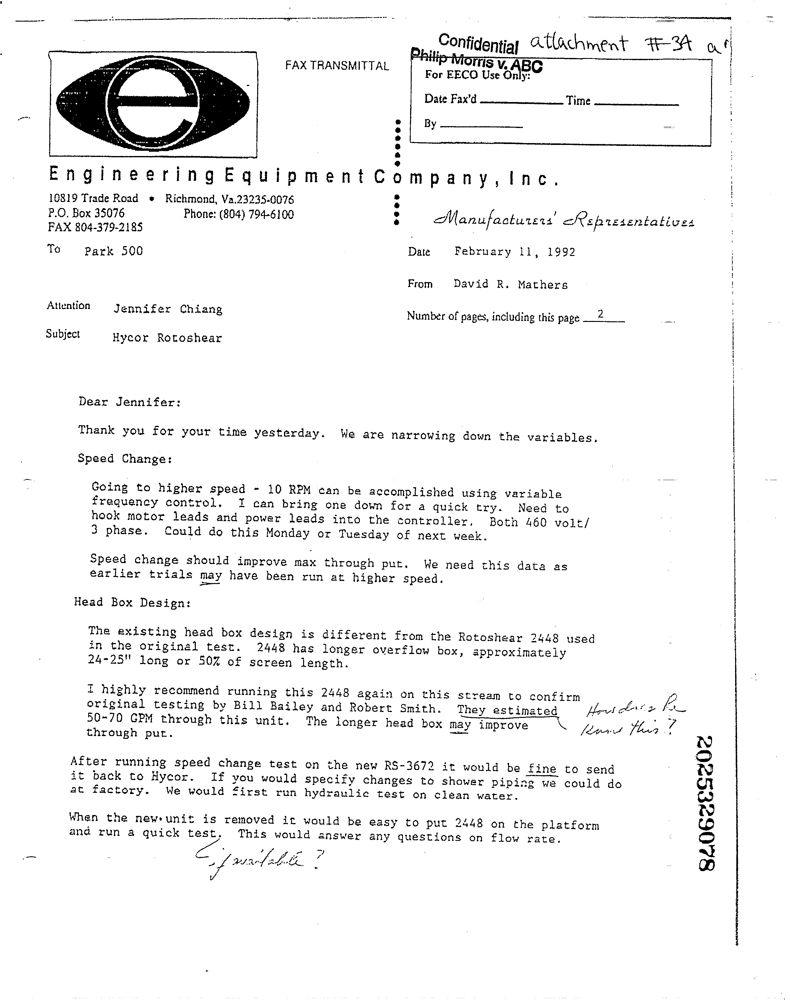 Confidential attachment #3A
Philip Morris v. ABC
FAX TRANSMITTAL
For EECO Use Only:
Date Fax'd Time
By
e
Engineering Equipment Company, Inc.
10819 Trade Road • Richmond, Va.23235-0076
P.O. Box 35076 Phone: (804) 794-6100
FAX 804-379-2185
Manufacturers' Representatives
To Park 500
Date February 11, 1992
From David R. Mathers
Attention Jennifer Chiang
Number of pages, including this page 2
Subject Hycor Rotoshear
Dear Jennifer:
Thank you for your time yesterday. We are narrowing down the variables.
Speed Change:
Going to higher speed - 10 RPM can be accomplished using variable
frequency control. I can bring one down for a quick try. Need to
hook motor leads and power leads into the controller. Both 460 volt/
3 phase. Could do this Monday or Tuesday of next week.
Speed change should improve max through put. We need this data as
earlier trials may have been run at higher speed.
Head Box Design:
The existing head box design is different from the Rotoshear 2448 used
in the original test. 2448 has longer overflow box, approximately
24-25" long or 50% of screen length.
I highly recommend running this 2448 again on this stream to confirm
original testing by Bill Bailey and Robert Smith. They estimated
50-70 GPM through this unit. The longer head box may improve
through put.
How does he
know this?
After running speed change test on the new RS-3672 it would be fine to send
it back to Hycor. If you would specify changes to shower piping we could do
at factory. We would first run hydraulic test on clean water.
When the new unit is removed it would be easy to put 2448 on the platform
and run a quick test. This would answer any questions on flow rate.
if available?
2025329078